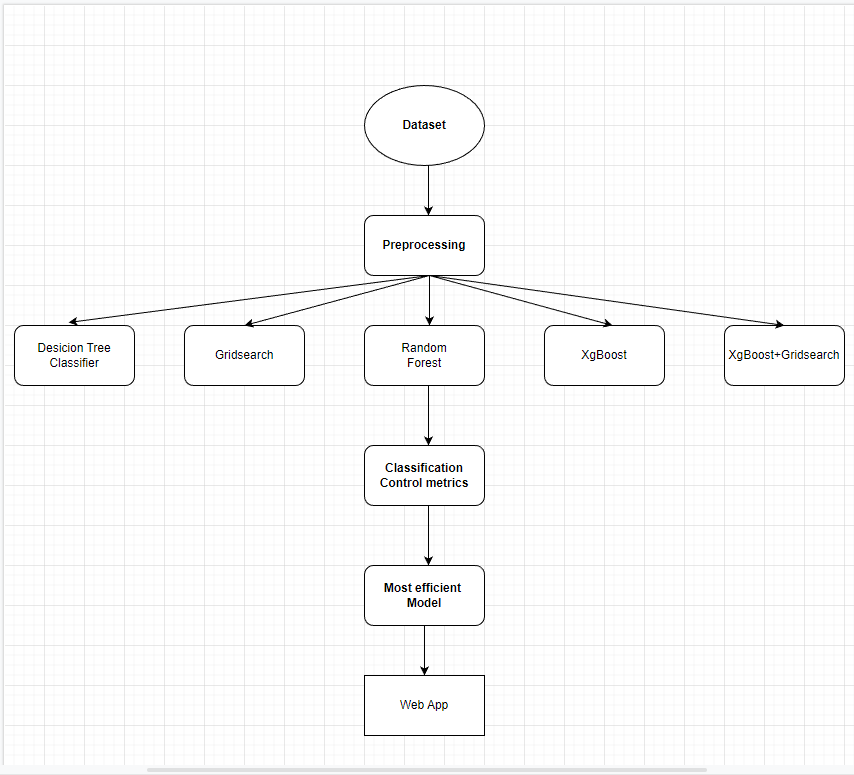 Dataset
Preprocessing
Desicion Tree
Classifier
Gridsearch
Random
Forest
XgBoost
XgBoost+Gridsearch
Classification
Control metrics
Most efficient
Model
Web App